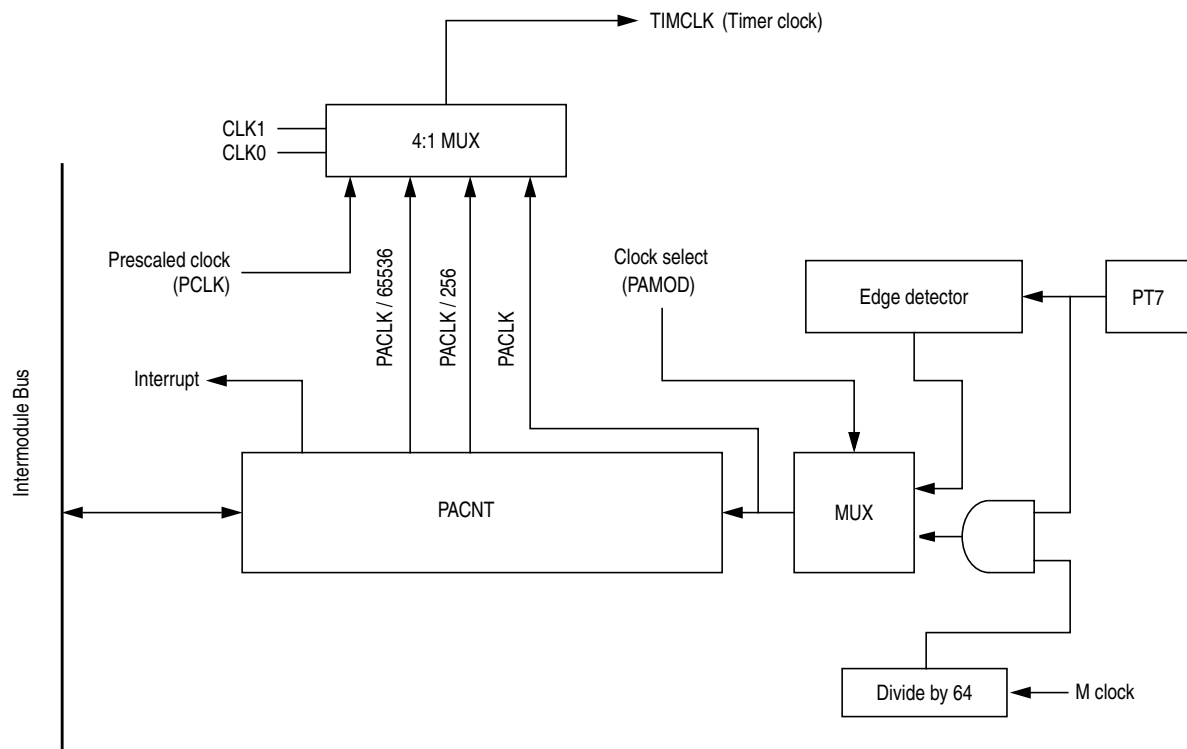 TIMCLK (Timer clock)
CLK1
CLK0
4:1 MUX
Prescaled clock
(PCLK)
PACLK / 65536
PACLK / 256
PACLK
Clock select
(PAMOD)
Edge detector
PT7
Interrupt
Intermodule Bus
PACNT
MUX
Divide by 64
M clock